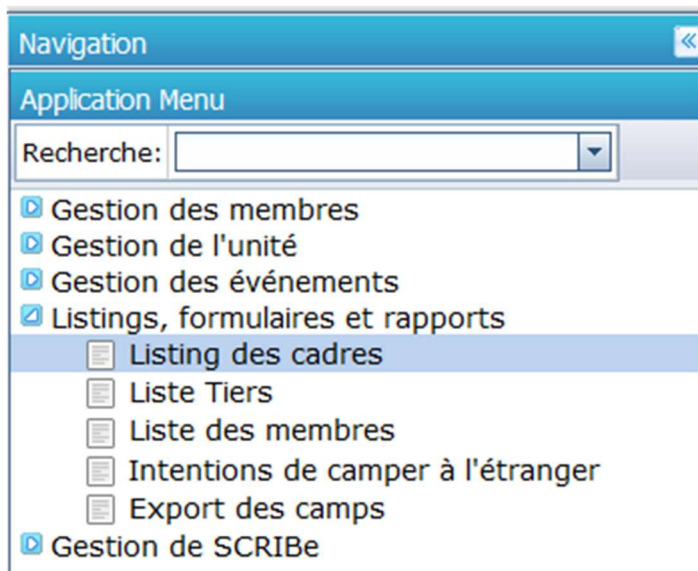 Navigation
Application Menu
Recherche:
Gestion des membres
Gestion de l'unité
Gestion des événements
Listings, formulaires et rapports
Listing des cadres
Liste Tiers
Liste des membres
Intentions de camper à l'étranger
Export des camps
Gestion de SCRIBe